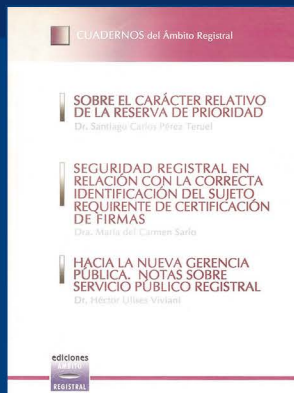 CUADERNOS del Ámbito Registral
SOBRE EL CARÁCTER RELATIVO
DE LA RESERVA DE PRIORIDAD
Dr. Santiago Carlos Pérez Teruel
SEGURIDAD REGISTRAL EN
RELACIÓN CON LA CORRECTA
IDENTIFICACIÓN DEL SUJETO
REQUIRENTE DE CERTIFICACIÓN
DE FIRMAS
Dra. María del Carmen Sarlo
HACIA LA NUEVA GERENCIA
PÚBLICA. NOTAS SOBRE
SERVICIO PÚBLICO REGISTRAL
Dr. Héctor Ulises Viviani
ediciones
ÁMBITO
REGISTRAL